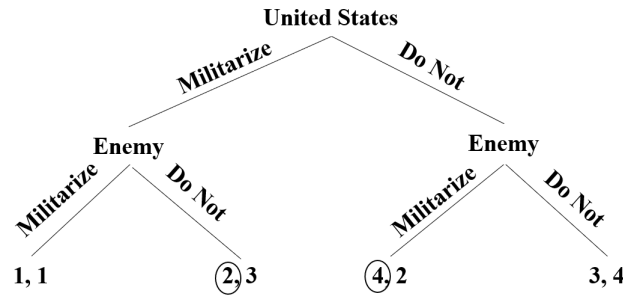 United States
Militarize
Do Not
Enemy
Enemy
Militarize
Do Not
Militarize
Do Not
1, 1
2, 3
4, 2
3, 4